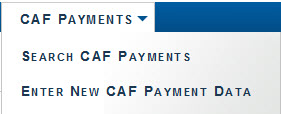 CAF Payments
Search CAF Payments
Enter New CAF Payment Data